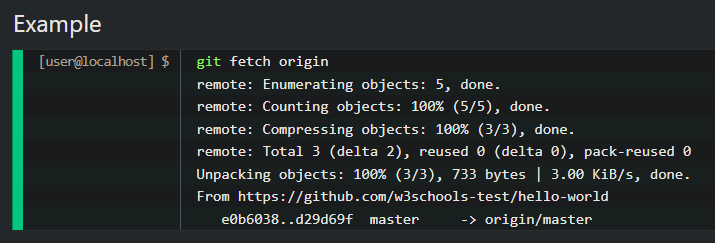 Example
[user@localhost] $ git fetch origin
remote: Enumerating objects: 5, done.
remote: Counting objects: 100% (5/5), done.
remote: Compressing objects: 100% (3/3), done.
remote: Total 3 (delta 2), reused 0 (delta 0), pack-reused 0
Unpacking objects: 100% (3/3), 733 bytes | 3.00 KiB/s, done.
From https://github.com/w3schools-test/hello-world
   e0b6038..d29d69f  master     -> origin/master